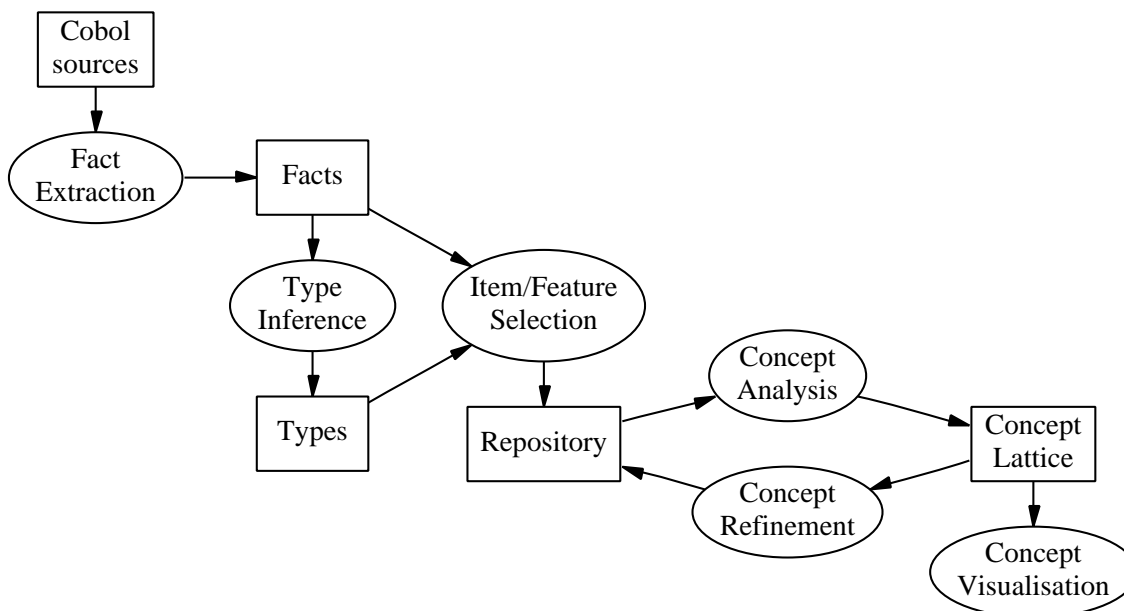 Cobol
sources
Fact
Extraction
Facts
Type
Inference
Item/Feature
Selection
Types
Repository
Concept
Analysis
Concept
Lattice
Concept
Refinement
Concept
Visualisation